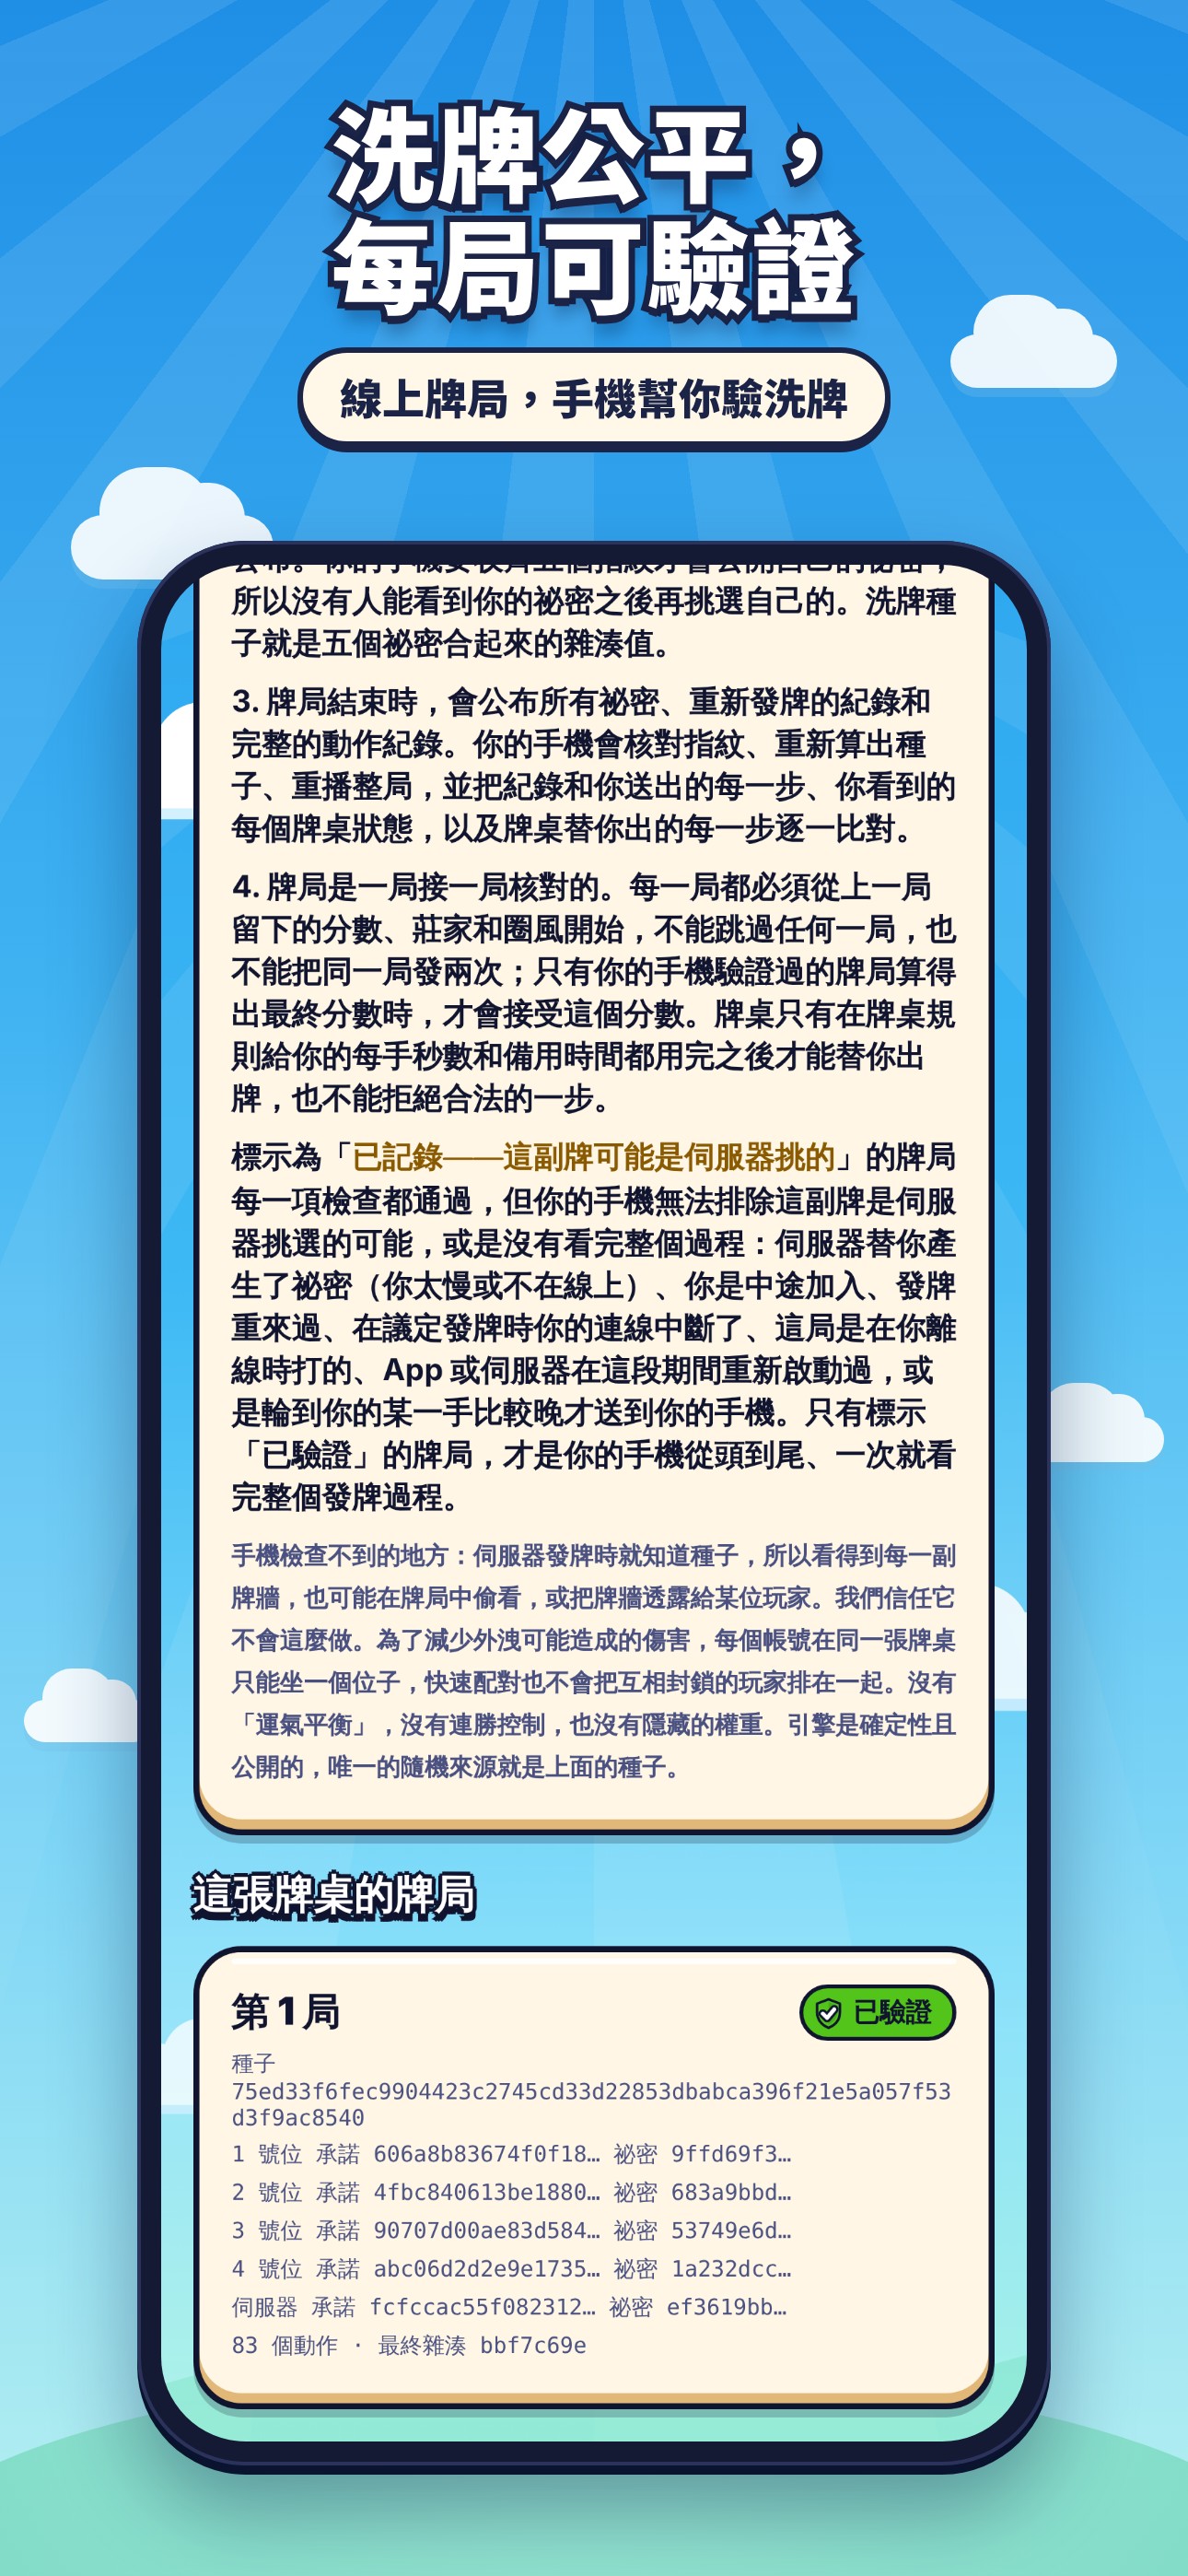 洗牌公平，
每局可驗證
線上牌局，手機幫你驗洗牌
所以沒有人能看到你的祕密之後再挑選自己的。洗牌種
子就是五個祕密合起來的雜湊值。
3. 牌局結束時，會公布所有祕密、重新發牌的紀錄和
完整的動作紀錄。你的手機會核對指紋、重新算出種
子、重播整局，並把紀錄和你送出的每一步、你看到的
每個牌桌狀態，以及牌桌替你出的每一步逐一比對。
4. 牌局是一局接一局核對的。每一局都必須從上一局
留下的分數、莊家和圈風開始，不能跳過任何一局，也
不能把同一局發兩次；只有你的手機驗證過的牌局算得
出最終分數時，才會接受這個分數。牌桌只有在牌桌規
則給你的每手秒數和備用時間都用完之後才能替你出
牌，也不能拒絕合法的一步。
標示為「已記錄——這副牌可能是伺服器挑的」的牌局
每一項檢查都通過，但你的手機無法排除這副牌是伺服
器挑選的可能，或是沒有看完整個過程：伺服器替你產
生了祕密（你太慢或不在線上）、你是中途加入、發牌
重來過、在議定發牌時你的連線中斷了、這局是在你離
線時打的、App 或伺服器在這段期間重新啟動過，或
是輪到你的某一手比較晚才送到你的手機。只有標示
「已驗證」的牌局，才是你的手機從頭到尾、一次就看
完整個發牌過程。
手機檢查不到的地方：伺服器發牌時就知道種子，所以看得到每一副
牌牆，也可能在牌局中偷看，或把牌牆透露給某位玩家。我們信任它
不會這麼做。為了減少外洩可能造成的傷害，每個帳號在同一張牌桌
只能坐一個位子，快速配對也不會把互相封鎖的玩家排在一起。沒有
「運氣平衡」，沒有連勝控制，也沒有隱藏的權重。引擎是確定性且
公開的，唯一的隨機來源就是上面的種子。
這張牌桌的牌局
第 1 局
已驗證
種子
75ed33f6fec9904423c2745cd33d22853dbabca396f21e5a057f53
d3f9ac8540
1 號位 承諾 606a8b83674f0f18… 祕密 9ffd69f3…
2 號位 承諾 4fbc840613be1880… 祕密 683a9bbd…
3 號位 承諾 90707d00ae83d584… 祕密 53749e6d…
4 號位 承諾 abc06d2d2e9e1735… 祕密 1a232dcc…
伺服器 承諾 fcfccac55f082312… 祕密 ef3619bb…
83 個動作 · 最終雜湊 bbf7c69e